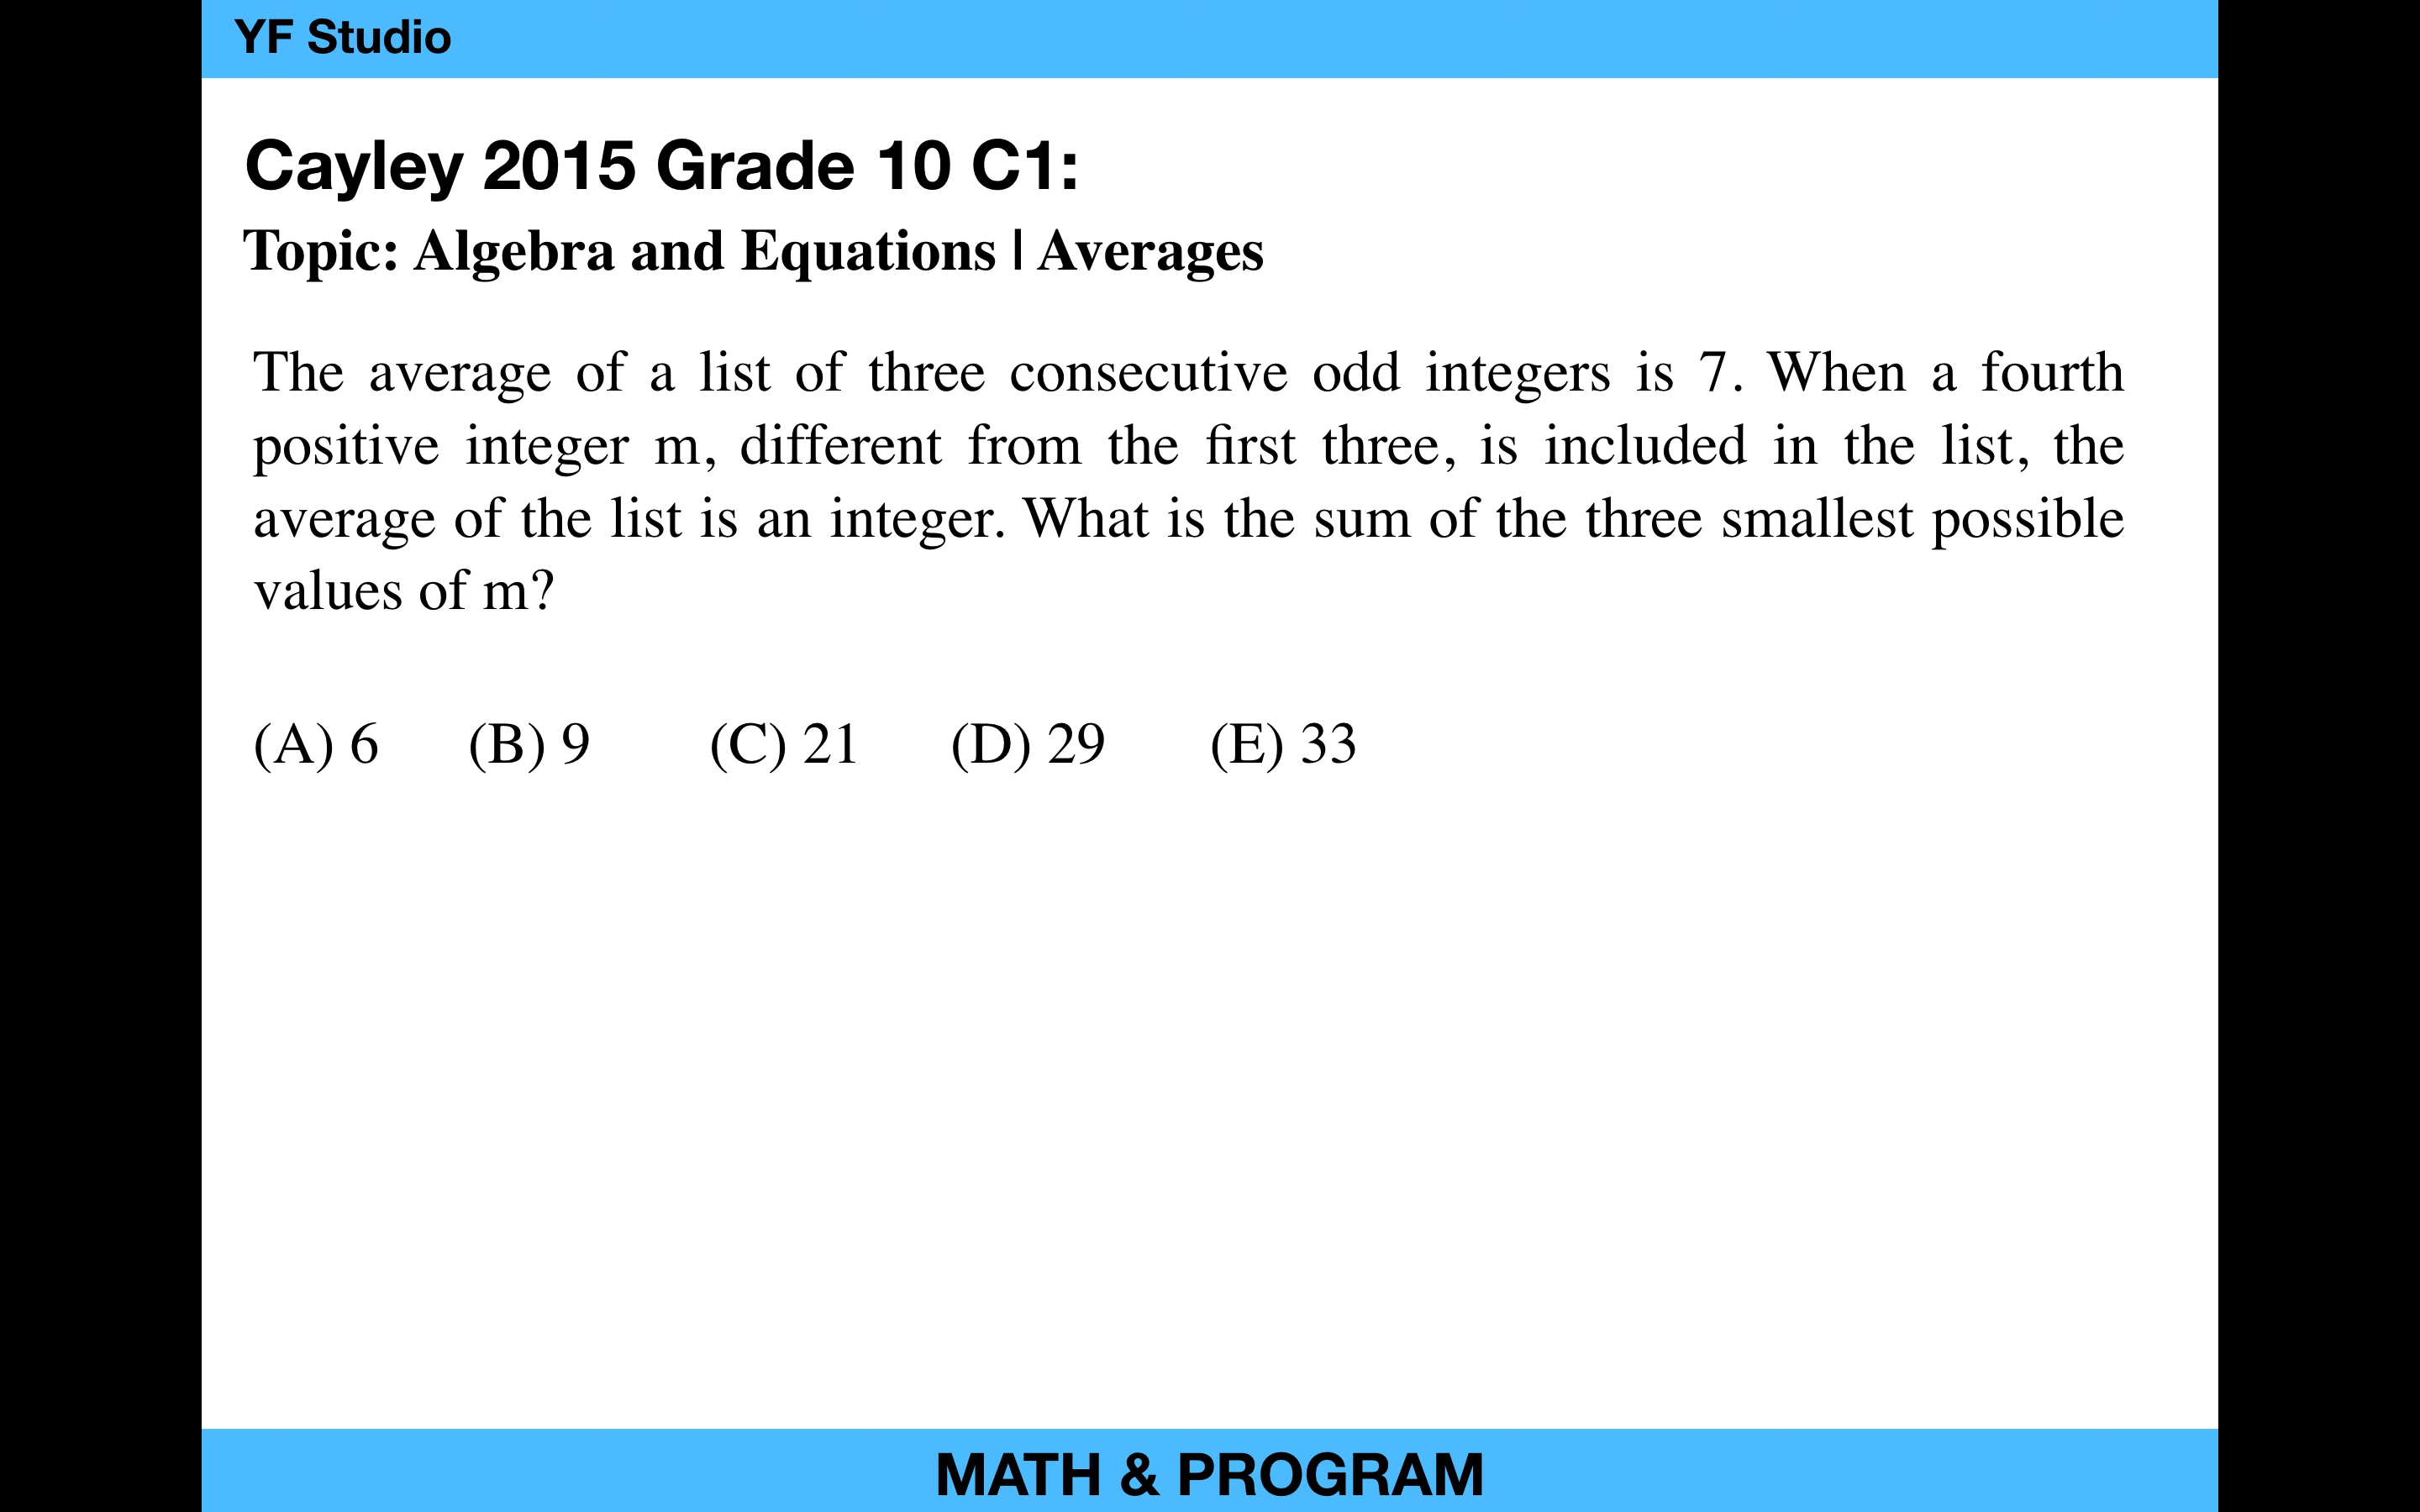 YF Studio
Cayley 2015 Grade 10 C1:
Topic: Algebra and Equations | Averages
The average of a list of three consecutive odd integers is 7. When a fourth
positive integer m, different from the first three, is included in the list, the
average of the list is an integer. What is the sum of the three smallest possible
values of m?
(A) 6 (B) 9 (C) 21 (D) 29 (E) 33
MATH & PROGRAM